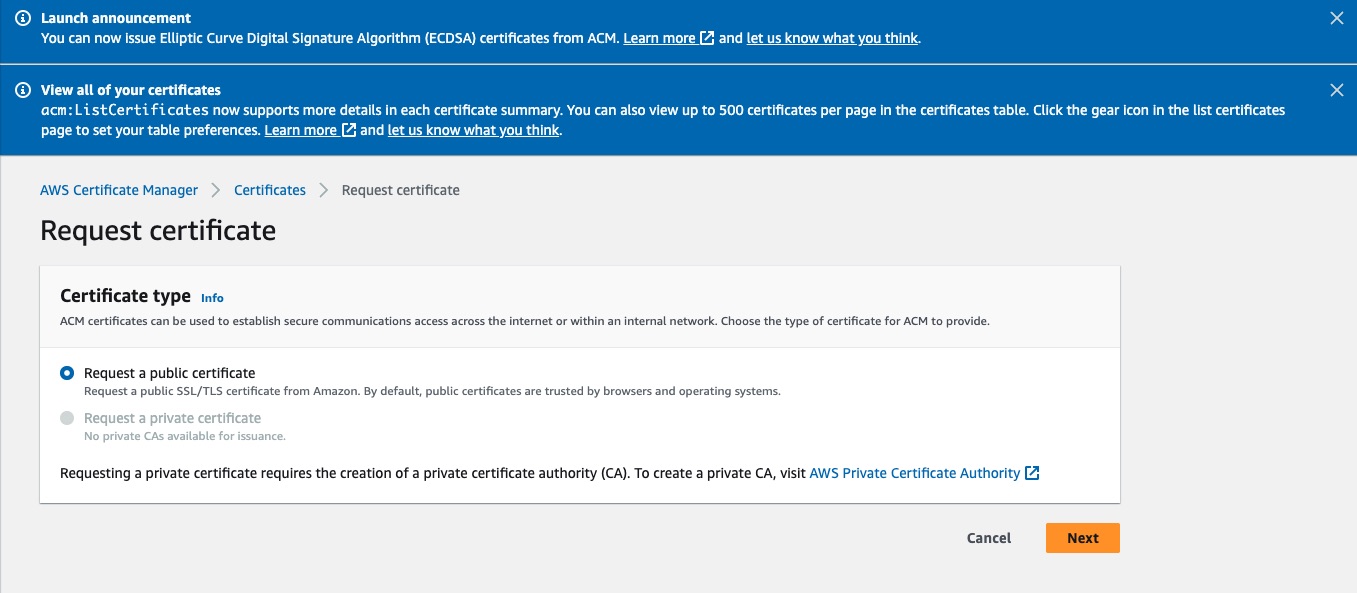 Launch announcement
You can now issue Elliptic Curve Digital Signature Algorithm (ECDSA) certificates from ACM. Learn more and let us know what you think.
View all of your certificates
acm:ListCertificates now supports more details in each certificate summary. You can also view up to 500 certificates per page in the certificates table. Click the gear icon in the list certificates
page to set your table preferences. Learn more and let us know what you think.
AWS Certificate Manager > Certificates > Request certificate
Request certificate
Certificate type Info
ACM certificates can be used to establish secure communications access across the internet or within an internal network. Choose the type of certificate for ACM to provide.
Request a public certificate
Request a public SSL/TLS certificate from Amazon. By default, public certificates are trusted by browsers and operating systems.
Request a private certificate
No private CAs available for issuance.
Requesting a private certificate requires the creation of a private certificate authority (CA). To create a private CA, visit AWS Private Certificate Authority
Cancel Next